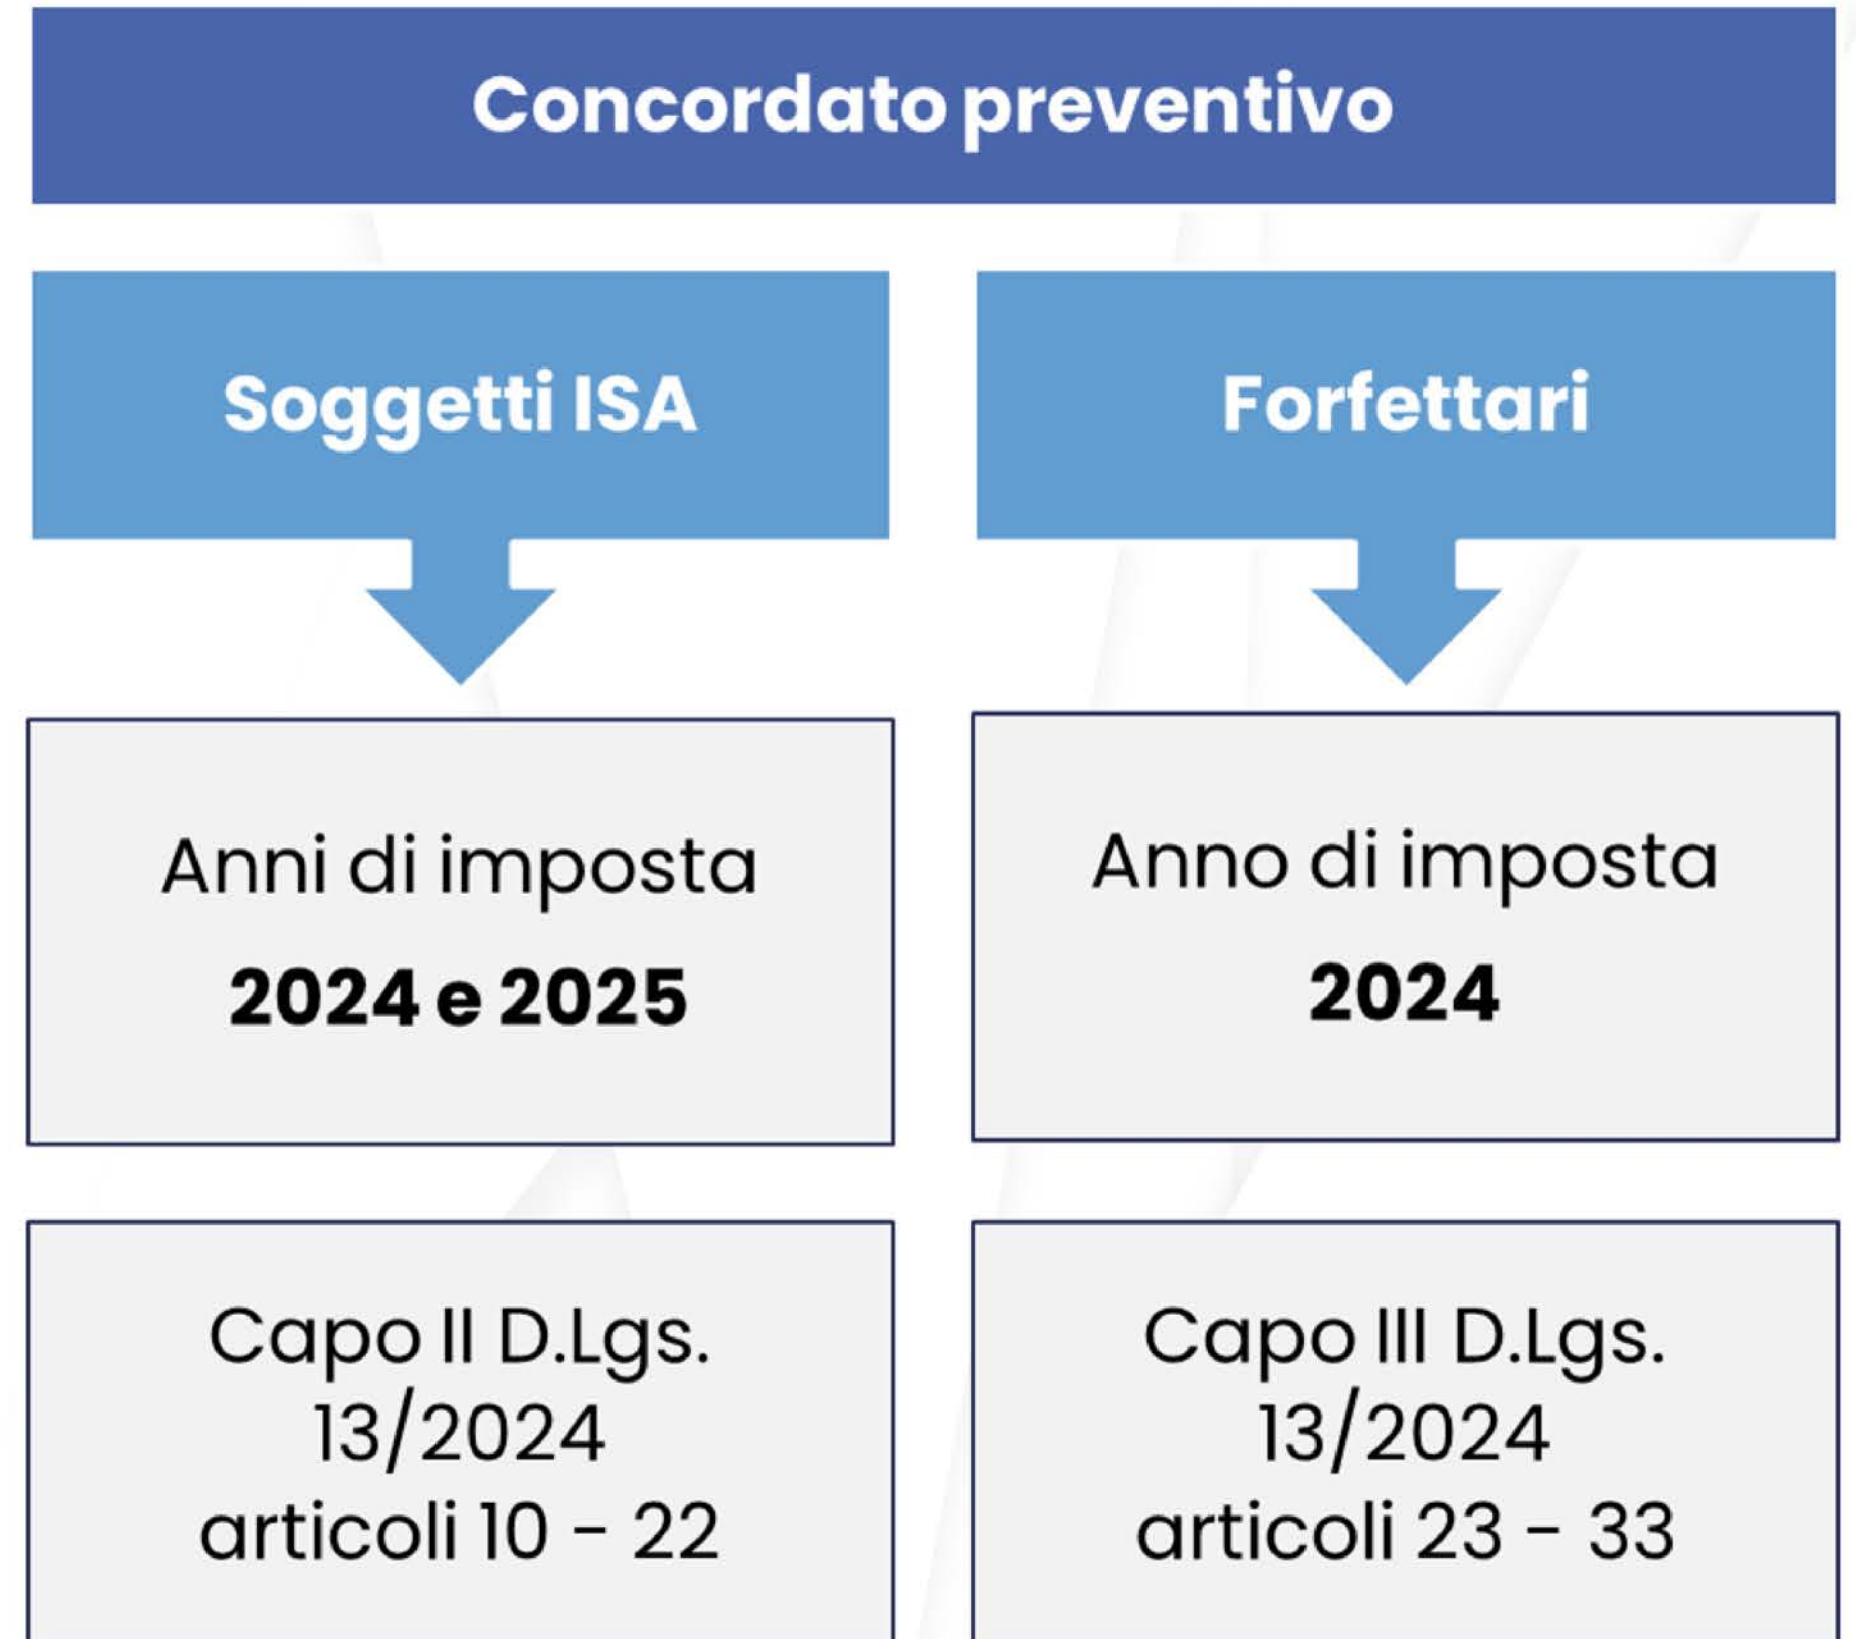 Concordato preventivo
Soggetti ISA
Forfettari
Anni di imposta
2024 e 2025
Anno di imposta
2024
Capo II D.Lgs.
13/2024
articoli 10 - 22
Capo III D.Lgs.
13/2024
articoli 23 - 33